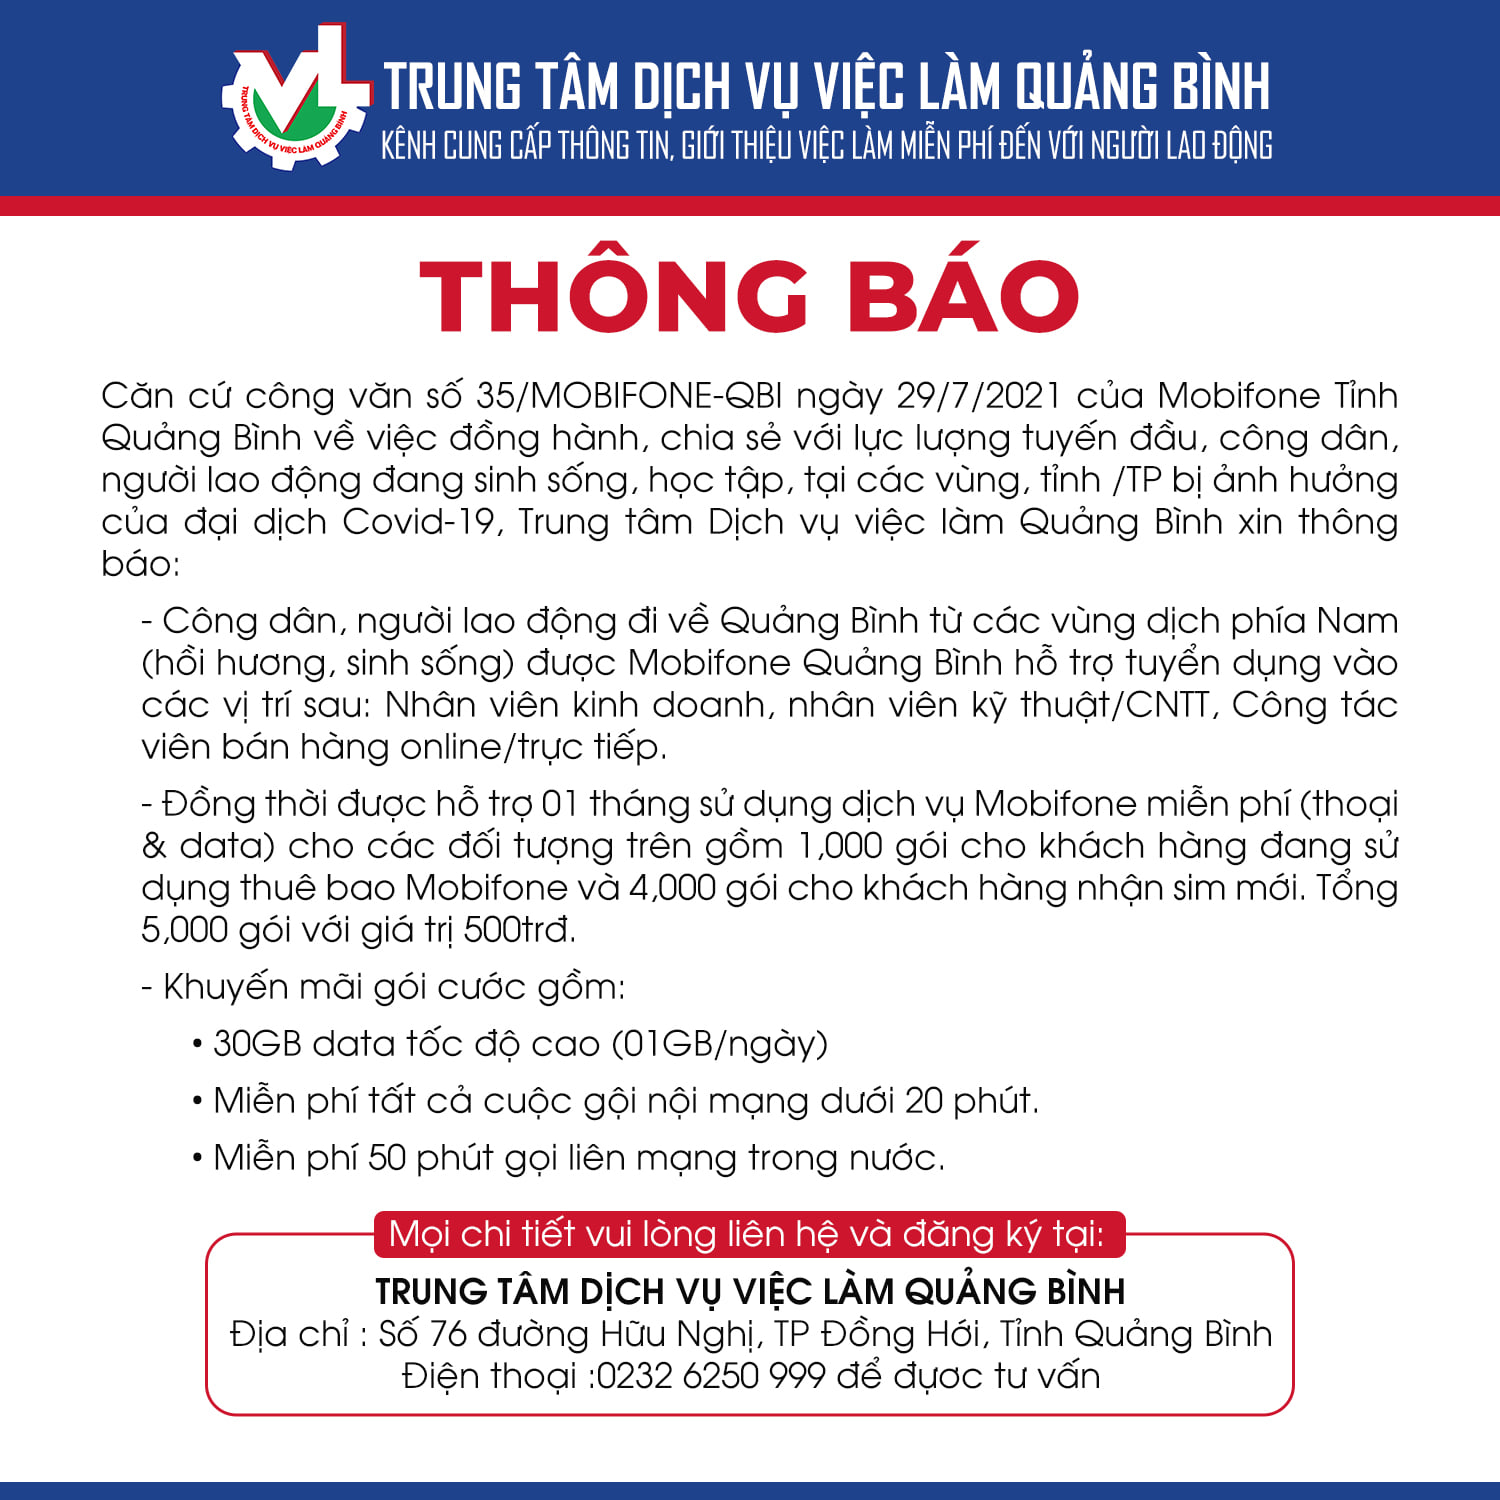 TRUNG TÂM DỊCH VỤ VIỆC LÀM QUẢNG BÌNH
TRUNG TÂM DỊCH VỤ VIỆC LÀM QUẢNG BÌNH
KÊNH CUNG CẤP THÔNG TIN, GIỚI THIỆU VIỆC LÀM MIỄN PHÍ ĐẾN VỚI NGƯỜI LAO ĐỘNG
THÔNG BÁO
Căn cứ công văn số 35/MOBIFONE-QBI ngày 29/7/2021 của Mobifone Tỉnh
Quảng Bình về việc đồng hành, chia sẻ với lực lượng tuyến đầu, công dân,
người lao động đang sinh sống, học tập, tại các vùng, tỉnh /TP bị ảnh hưởng
của đại dịch Covid-19, Trung tâm Dịch vụ việc làm Quảng Bình xin thông
báo:
- Công dân, người lao động đi về Quảng Bình từ các vùng dịch phía Nam
(hồi hương, sinh sống) được Mobifone Quảng Bình hỗ trợ tuyển dụng vào
các vị trí sau: Nhân viên kinh doanh, nhân viên kỹ thuật/CNTT, Công tác
viên bán hàng online/trực tiếp.
- Đồng thời được hỗ trợ 01 tháng sử dụng dịch vụ Mobifone miễn phí (thoại
& data) cho các đối tượng trên gồm 1,000 gói cho khách hàng đang sử
dụng thuê bao Mobifone và 4,000 gói cho khách hàng nhận sim mới. Tổng
5,000 gói với giá trị 500trđ.
- Khuyến mãi gói cước gồm:
• 30GB data tốc độ cao (01GB/ngày)
• Miễn phí tất cả cuộc gội nội mạng dưới 20 phút.
• Miễn phí 50 phút gọi liên mạng trong nước.
Mọi chi tiết vui lòng liên hệ và đăng ký tại:
TRUNG TÂM DỊCH VỤ VIỆC LÀM QUẢNG BÌNH
Địa chỉ : Số 76 đường Hữu Nghị, TP Đồng Hới, Tỉnh Quảng Bình
Điện thoại :0232 6250 999 để đựơc tư vấn